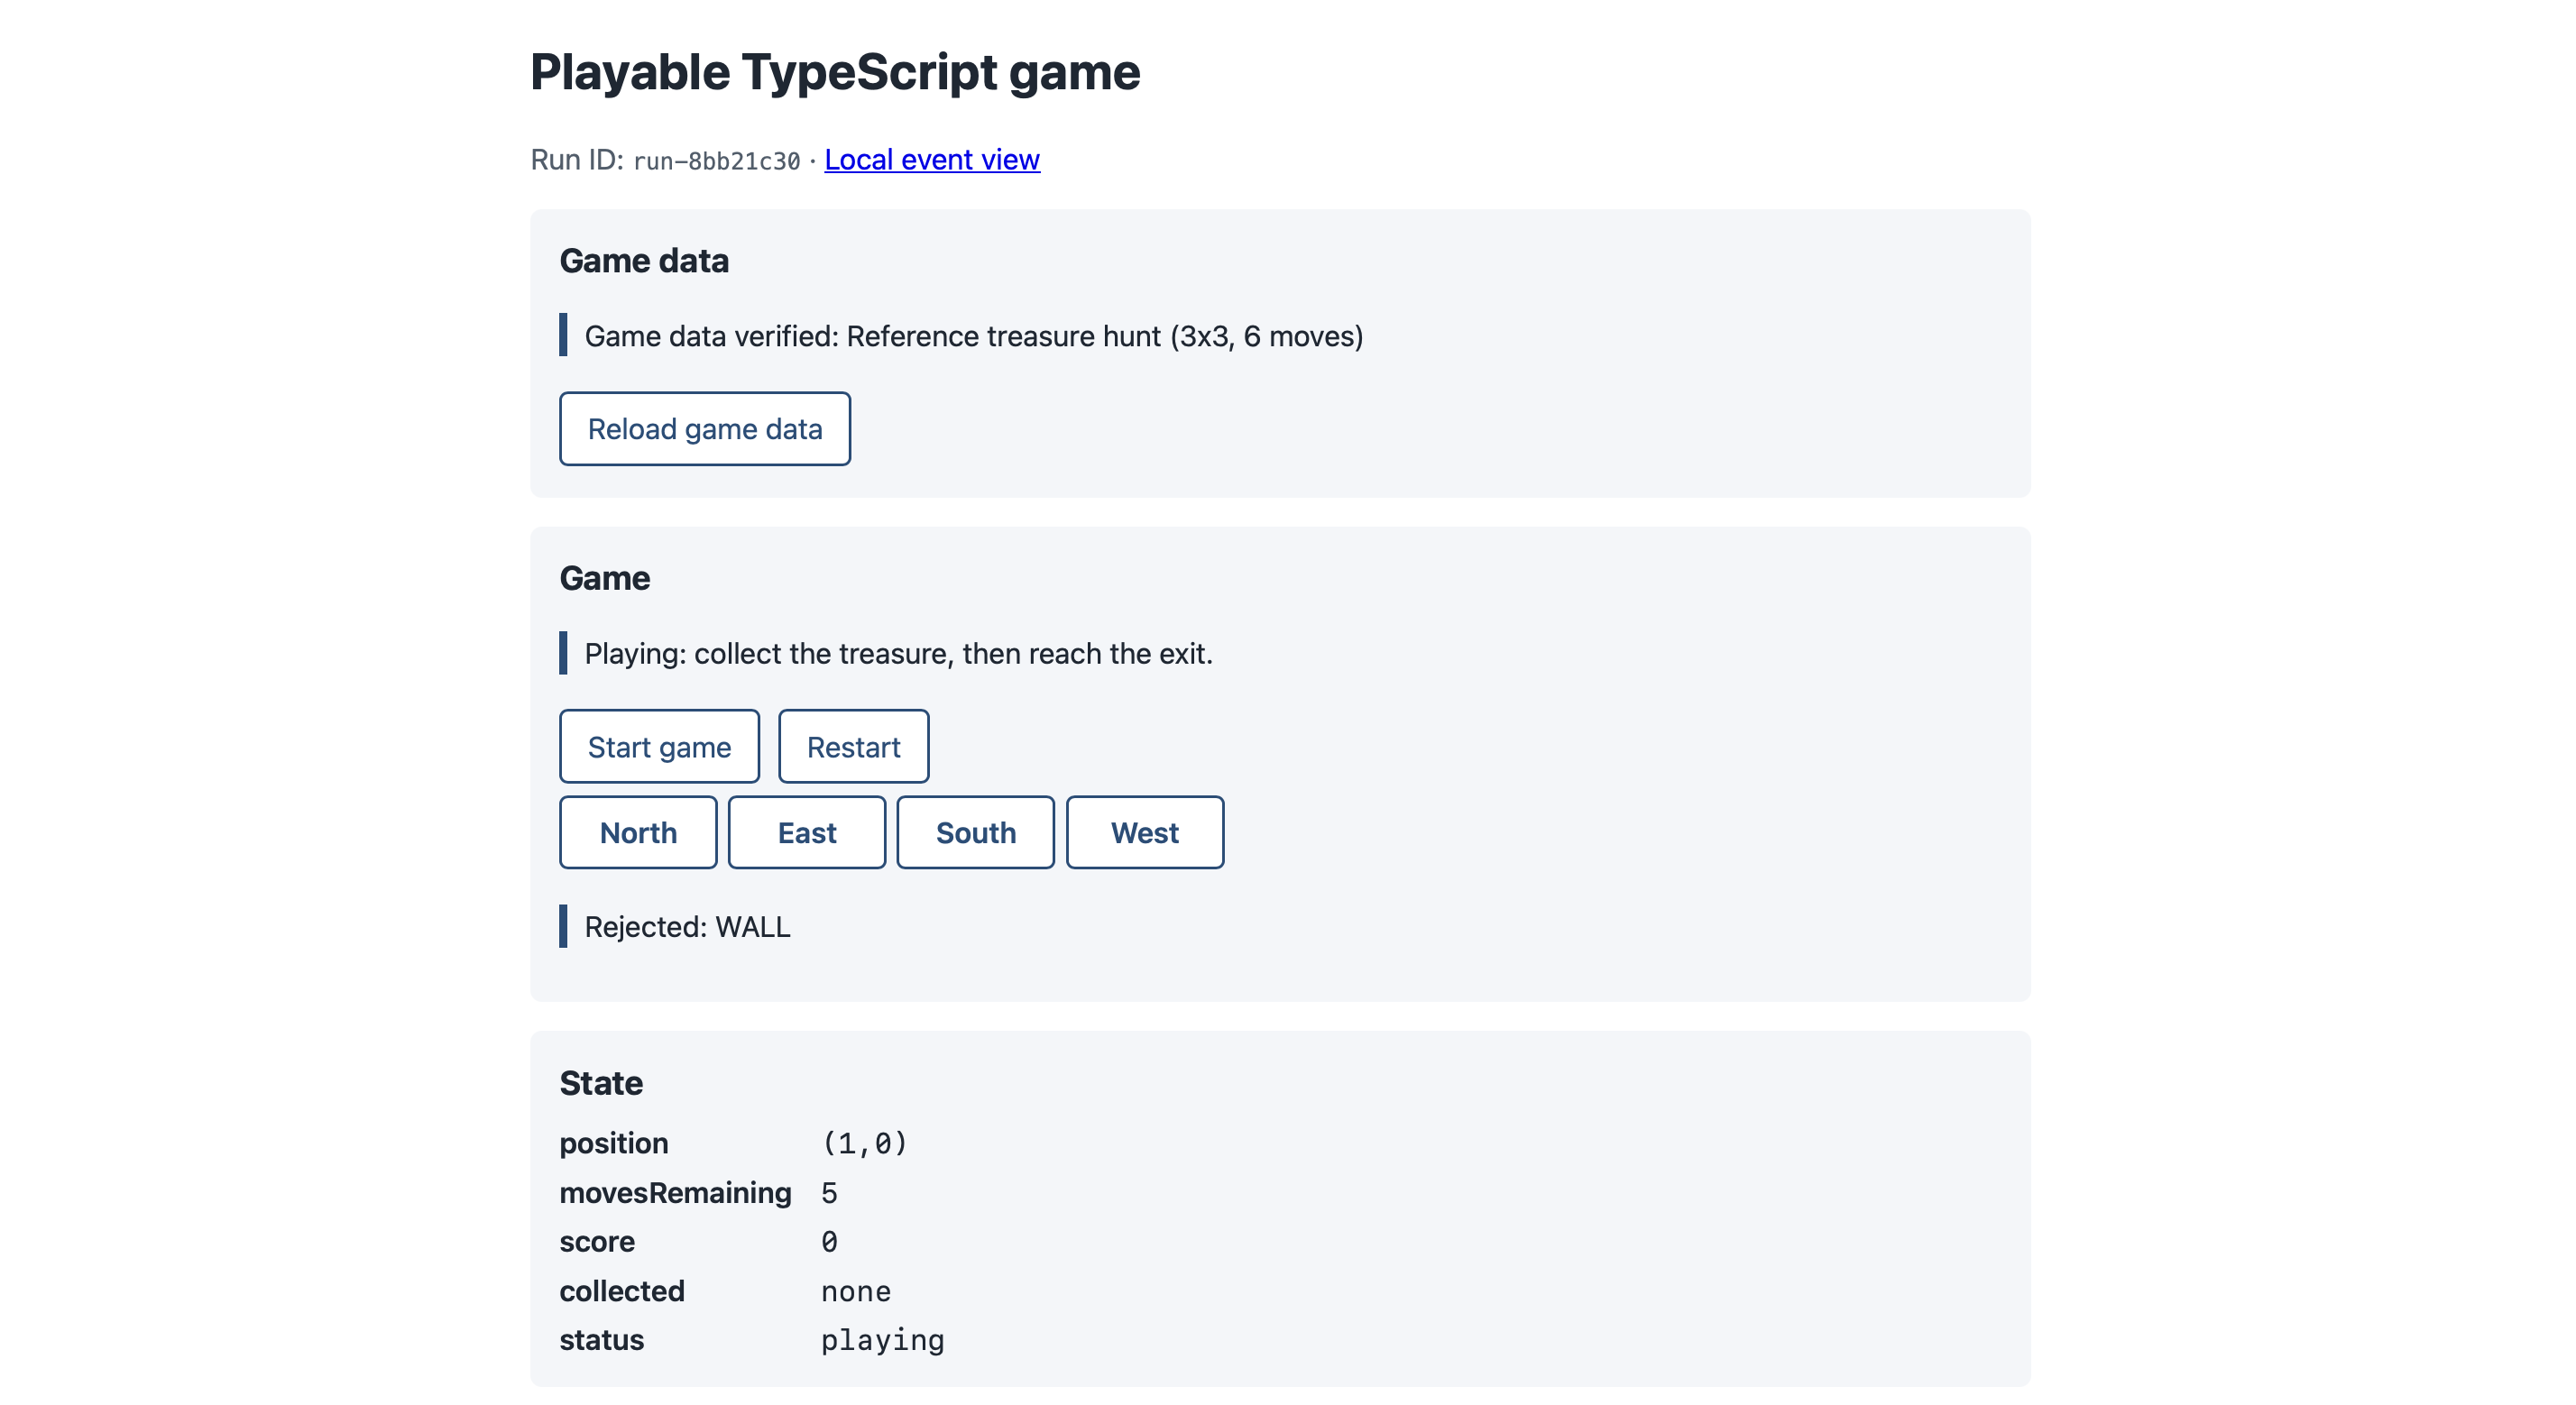 Playable TypeScript game
Run ID: run-8bb21c30 · Local event view
Game data
Game data verified: Reference treasure hunt (3x3, 6 moves)
Reload game data
Game
Playing: collect the treasure, then reach the exit.
Start game Restart
North East South West
Rejected: WALL
State
position (1,0)
movesRemaining 5
score 0
collected none
status playing